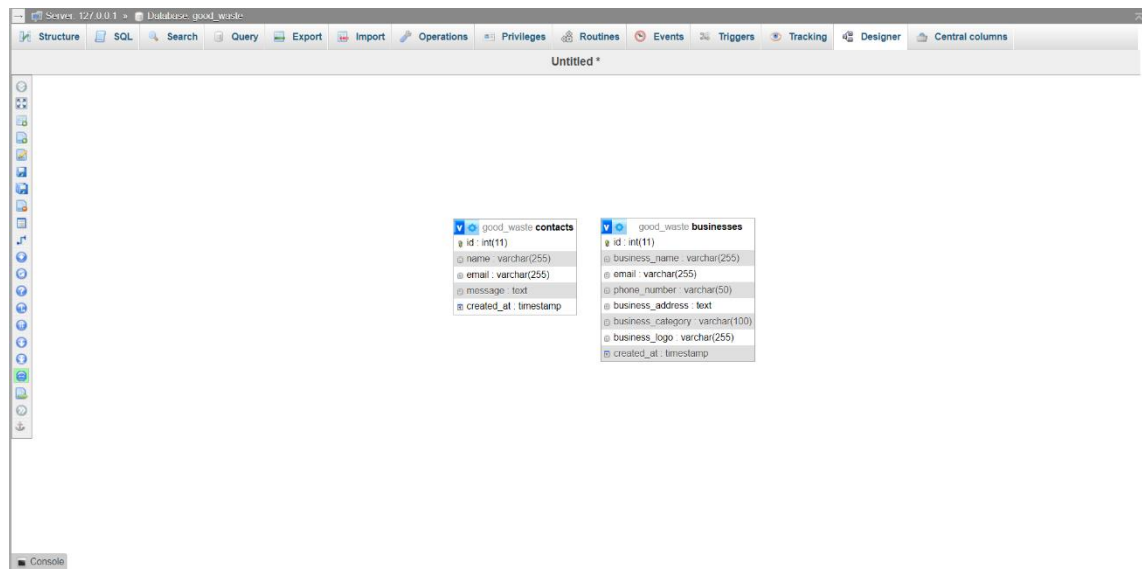 Server: 127.0.0.1 » Database: good_waste
Structure SQL Search Query Export Import Operations Privileges Routines Events Triggers Tracking Designer Central columns
Untitled *
good_waste contacts
id : int(11)
name : varchar(255)
email : varchar(255)
message : text
created_at : timestamp
good_waste businesses
id : int(11)
business_name : varchar(255)
email : varchar(255)
phone_number : varchar(50)
business_address : text
business_category : varchar(100)
business_logo : varchar(255)
created_at : timestamp
Console